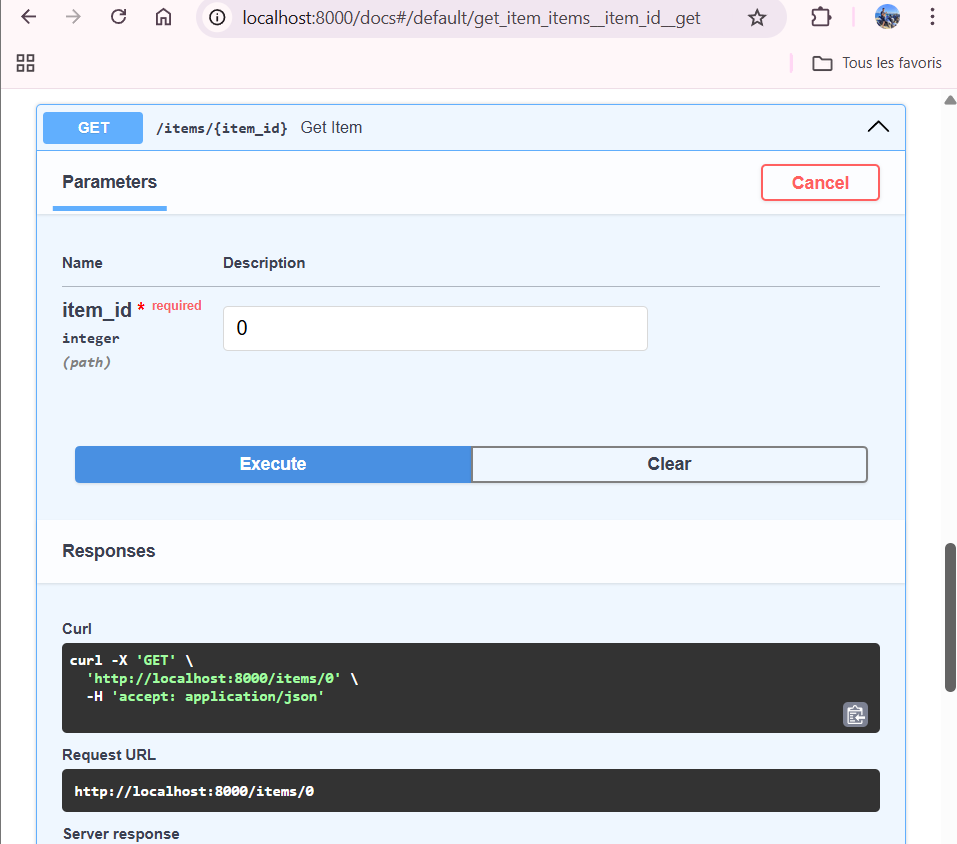 localhost:8000/docs#/default/get_item_items__item_id__get
Tous les favoris
GET /items/{item_id} Get Item
Parameters
Cancel
Name Description
item_id * required
integer
(path)
0
Execute Clear
Responses
Curl
curl -X 'GET' \
'http://localhost:8000/items/0' \
-H 'accept: application/json'
Request URL
http://localhost:8000/items/0
Server response